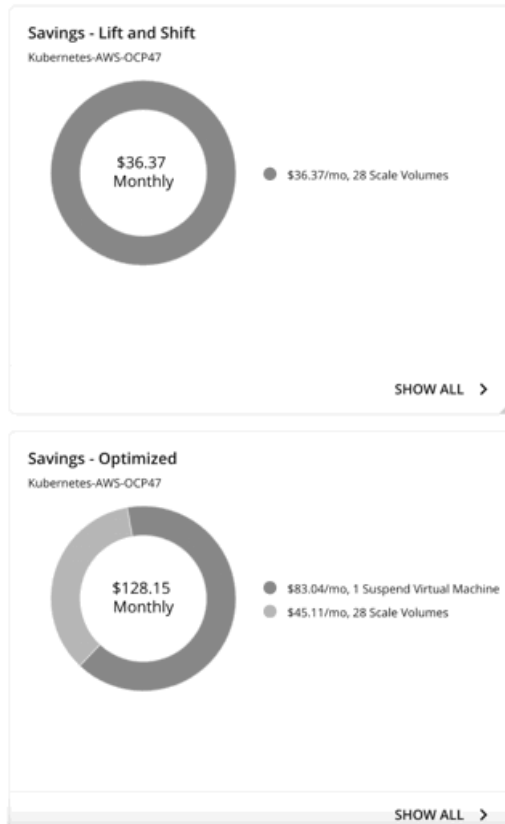 Savings - Lift and Shift
Kubernetes-AWS-OCP47
$36.37
Monthly
$36.37/mo, 28 Scale Volumes
SHOW ALL
Savings - Optimized
Kubernetes-AWS-OCP47
$128.15
Monthly
$83.04/mo, 1 Suspend Virtual Machine
$45.11/mo, 28 Scale Volumes
SHOW ALL